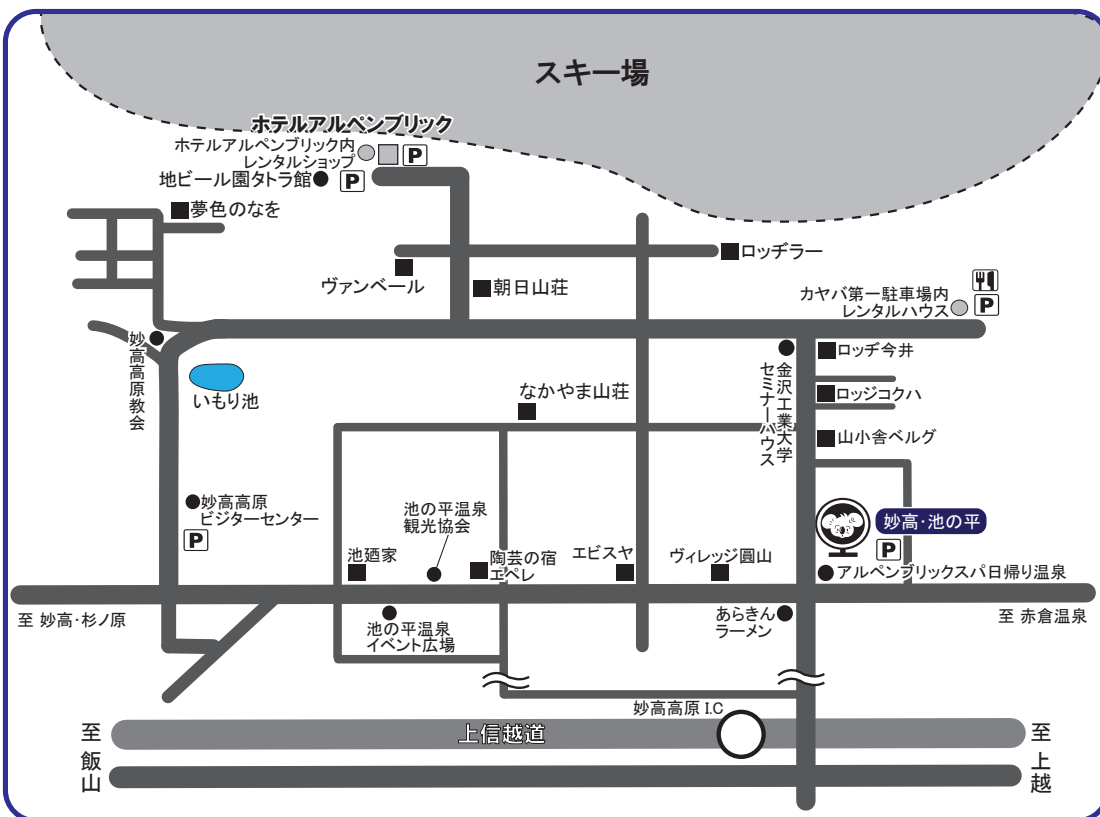 スキー場
ホテルアルペンブリック
ホテルアルペンブリック内
レンタルショップ
P
地ビール園タトラ館
P
夢色のなを
ロッヂラー
ヴァンベール
朝日山荘
カヤバ第一駐車場内
レンタルハウス
P
妙高高原教会
いもり池
なかやま山荘
金沢工業大学
セミナーハウス
ロッヂ今井
ロッジコクハ
山小舎ベルグ
妙高高原
ビジターセンター
P
池の平温泉
観光協会
妙高・池の平
P
池廼家
陶芸の宿
エペレ
エビスヤ
ヴィレッジ圓山
アルペンブリックスパ日帰り温泉
至 妙高・杉ノ原
池の平温泉
イベント広場
あらきん
ラーメン
至 赤倉温泉
妙高高原 I.C
至飯山
上信越道
至上越